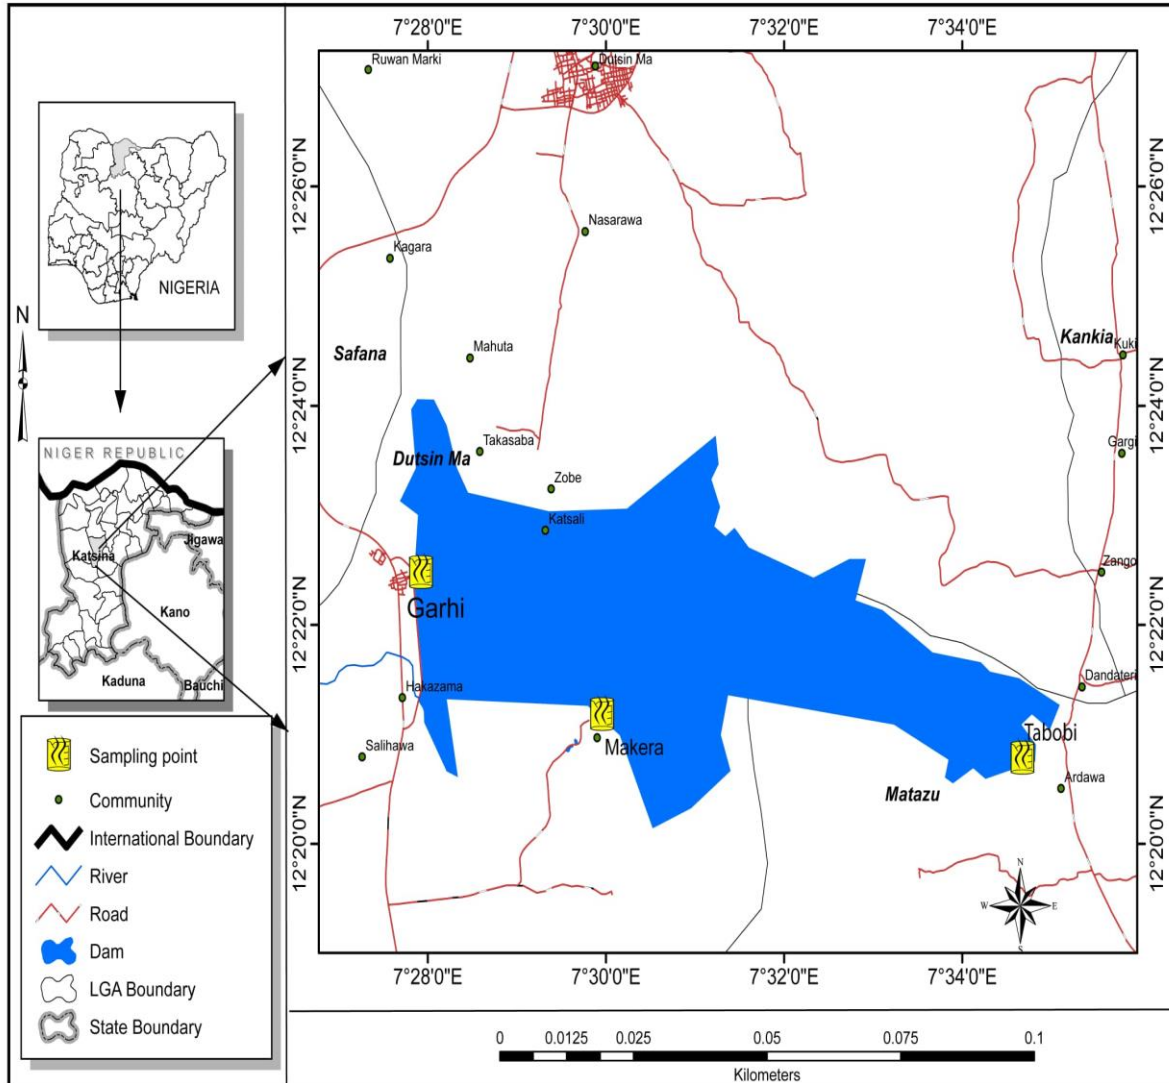 7°28'0"E
7°30'0"E
7°32'0"E
7°34'0"E
Ruwan Marki
Dutsin Ma
12°26'0"N
12°26'0"N
Nasarawa
Kagara
NIGERIA
N
Safana
Mahuta
Kankia
Kuki
12°24'0"N
12°24'0"N
Takasaba
Dutsin Ma
Gargi
Zobe
Katsali
NIGER REPUBLIC
Jigawa
Katsina
Kano
Kaduna
Bauchi
Zango
Garhi
12°22'0"N
12°22'0"N
Hakazama
Dandateri
Salihawa
Makera
Tabobi
Ardawa
Matazu
12°20'0"N
12°20'0"N
N
W
E
S
7°28'0"E
7°30'0"E
7°32'0"E
7°34'0"E
Sampling point
Community
International Boundary
River
Road
Dam
LGA Boundary
State Boundary
0 0.0125 0.025 0.05 0.075 0.1
Kilometers